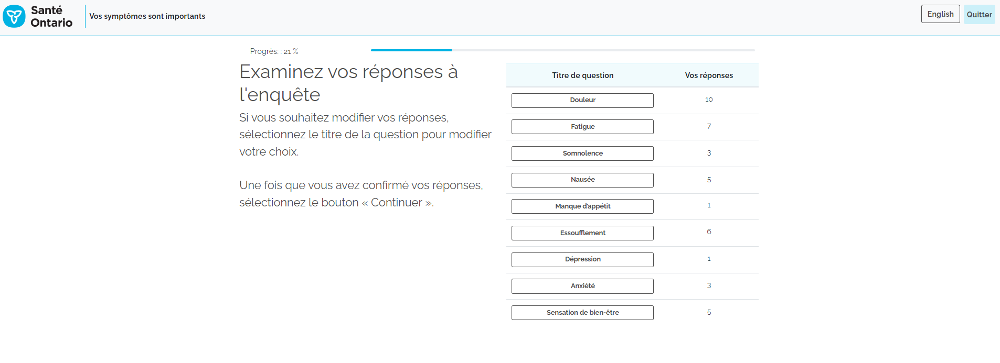 Santé
Ontario
Vos symptômes sont importants
English
Quitter
Progrès: : 21 %
Examinez vos réponses à
l'enquête
Si vous souhaitez modifier vos réponses,
sélectionnez le titre de la question pour modifier
votre choix.
Une fois que vous avez confirmé vos réponses,
sélectionnez le bouton « Continuer ».
Titre de question Vos réponses
Douleur 10
Fatigue 7
Somnolence 3
Nausée 5
Manque d'appétit 1
Essoufflement 6
Dépression 1
Anxiété 3
Sensation de bien-être 5